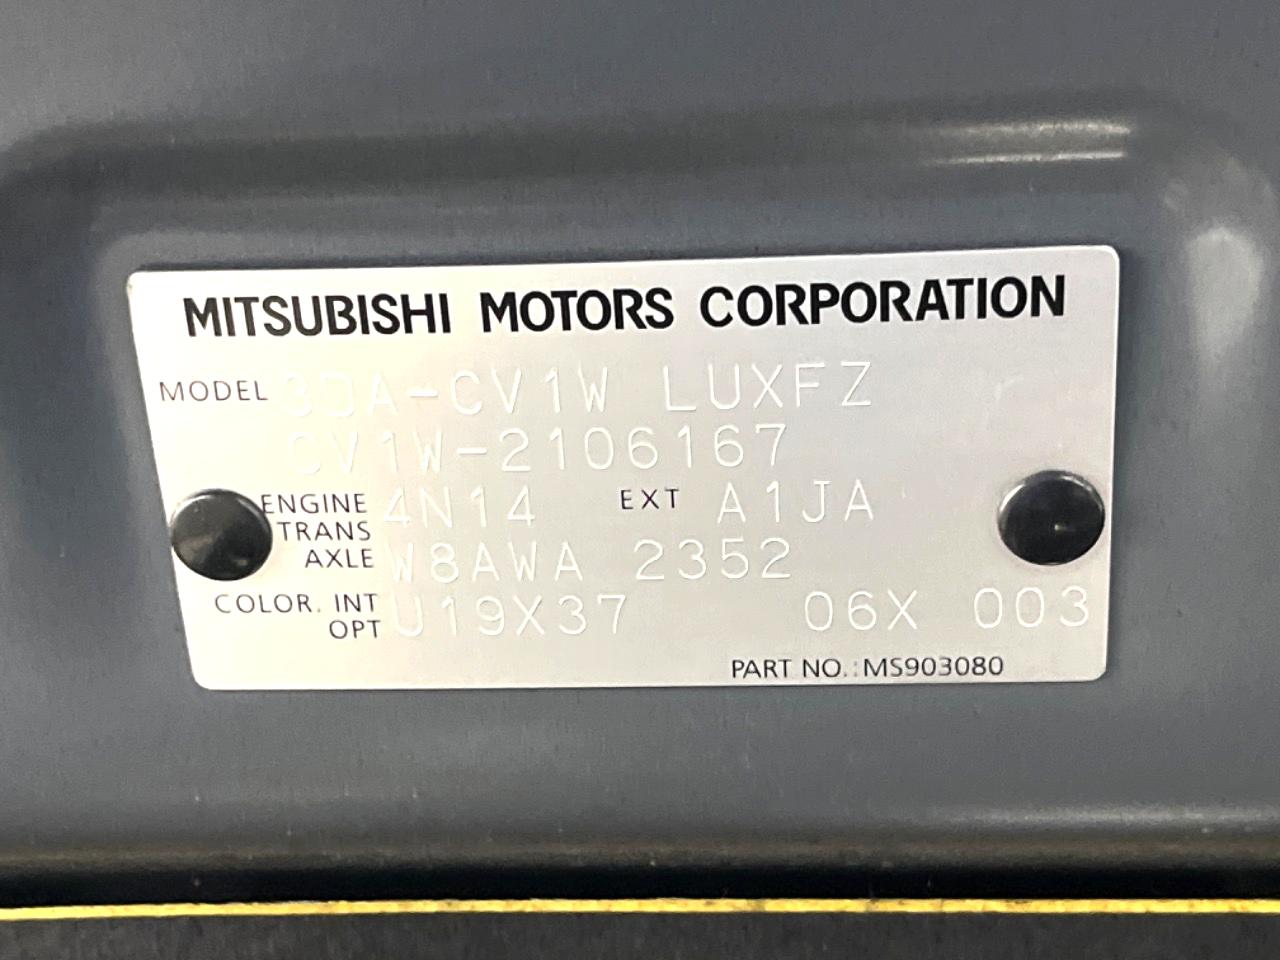 MITSUBISHI MOTORS CORPORATION
MODEL 3DA-CV1W LUXFZ
CV1W-2106167
ENGINE 4N14 EXT A1JA
TRANS
AXLE W8AWA 2352
COLOR. INT U19X37 06X 003
OPT
PART NO.: MS903080